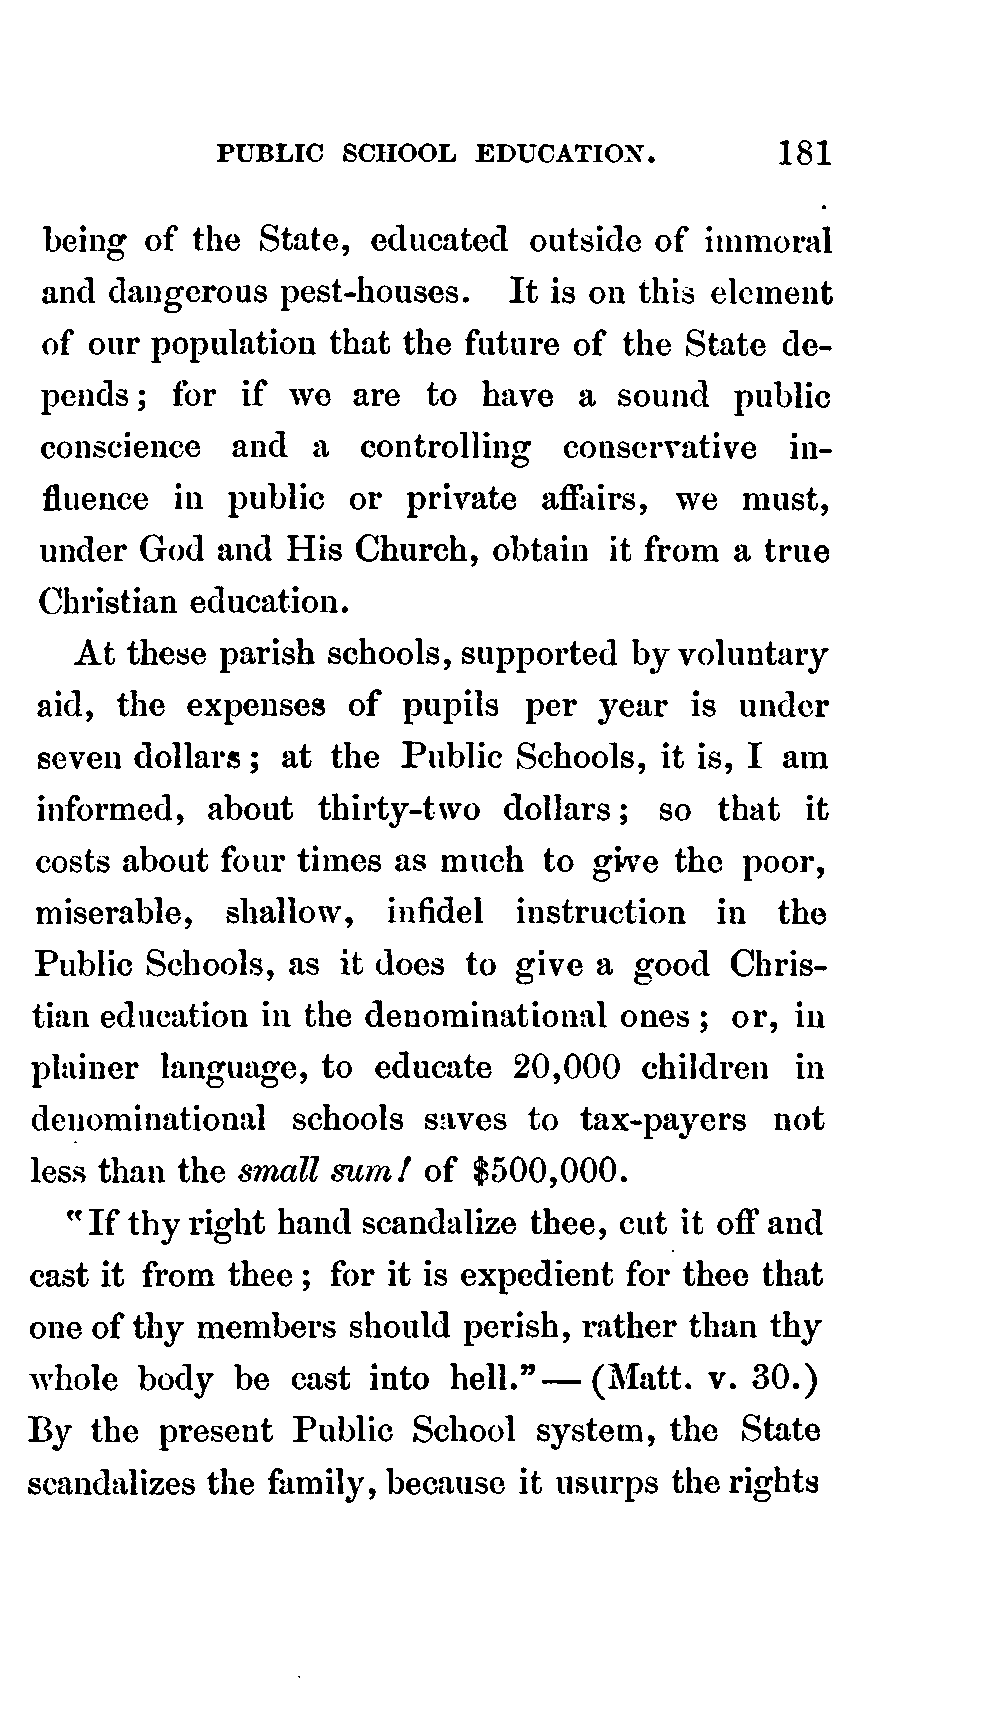 PUBLIC SCHOOL EDUCATION. 181
being of the State, educated outside of immoral
and dangerous pest-houses. It is on this element
of our population that the future of the State de-
pends; for if we are to have a sound public
conscience and a controlling conservative in-
fluence in public or private affairs, we must,
under God and His Church, obtain it from a true
Christian education.
At these parish schools, supported by voluntary
aid, the expenses of pupils per year is under
seven dollars; at the Public Schools, it is, I am
informed, about thirty-two dollars; so that it
costs about four times as much to give the poor,
miserable, shallow, infidel instruction in the
Public Schools, as it does to give a good Chris-
tian education in the denominational ones; or, in
plainer language, to educate 20,000 children in
denominational schools saves to tax-payers not
less than the small sum! of $500,000.
"If thy right hand scandalize thee, cut it off and
cast it from thee; for it is expedient for thee that
one of thy members should perish, rather than thy
whole body be cast into hell."— (Matt. v. 30.)
By the present Public School system, the State
scandalizes the family, because it usurps the rights